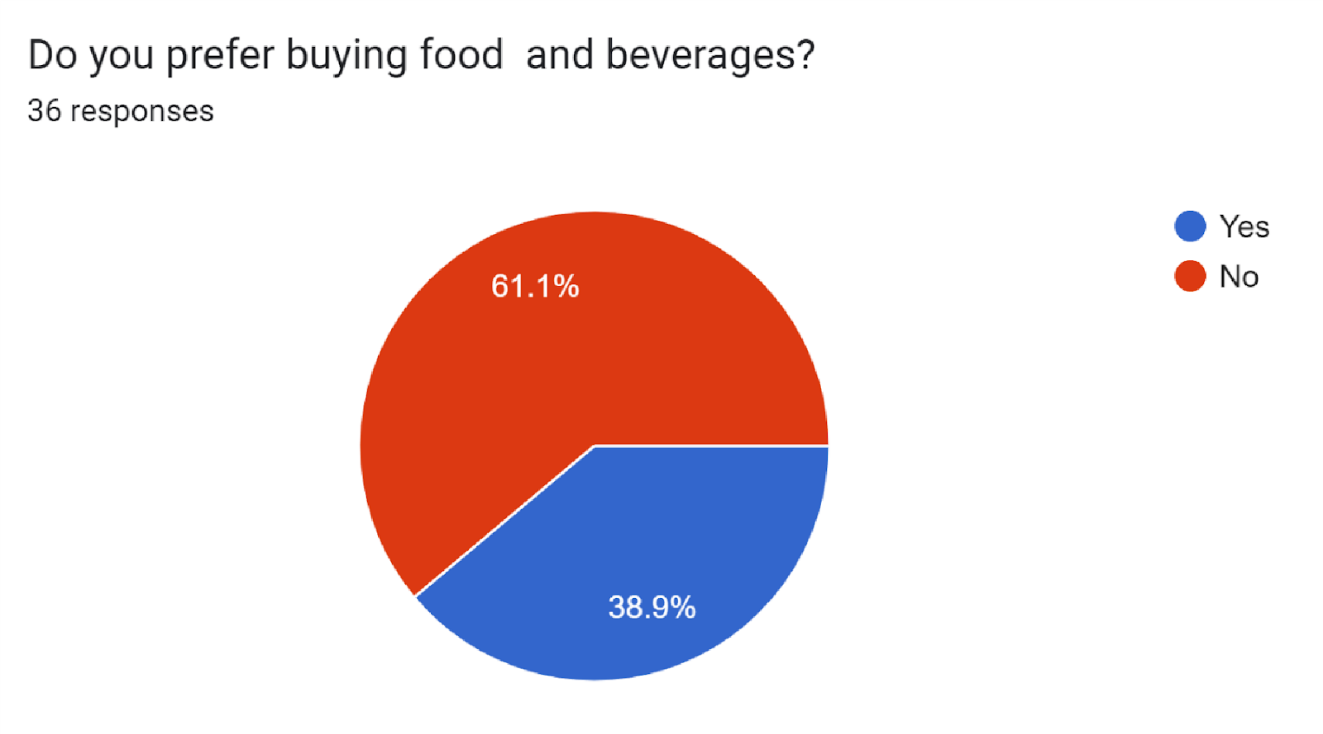 Do you prefer buying food  and beverages?
36 responses
Yes
No
61.1%
38.9%